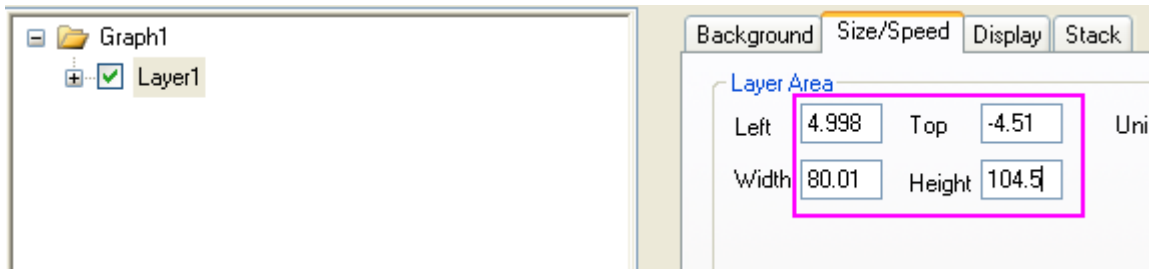 Graph1
Layer1
Background Size/Speed Display Stack
Layer Area
Left 4.998 Top -4.51
Width 80.01 Height 104.5